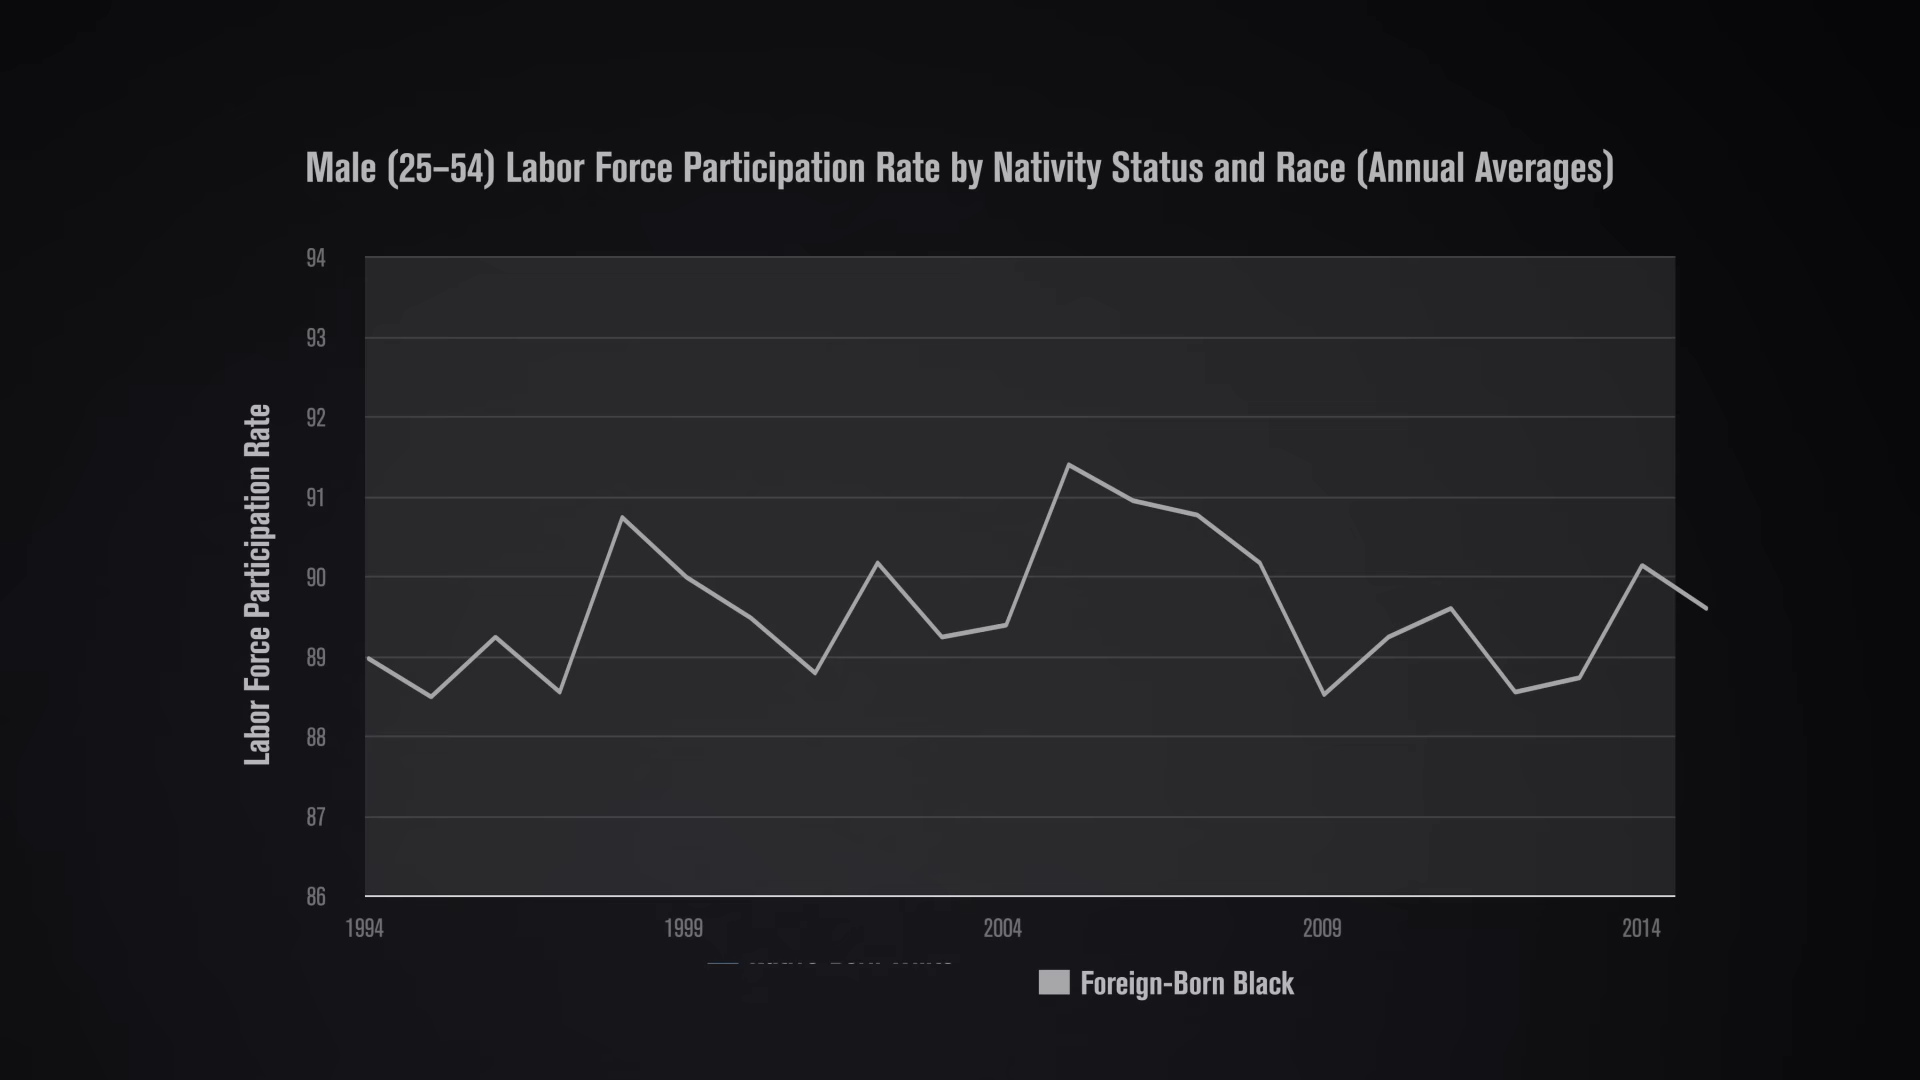 Male (25–54) Labor Force Participation Rate by Nativity Status and Race (Annual Averages)
Labor Force Participation Rate
94
93
92
91
90
89
88
87
86
1994 1999 2004 2009 2014
Foreign-Born Black